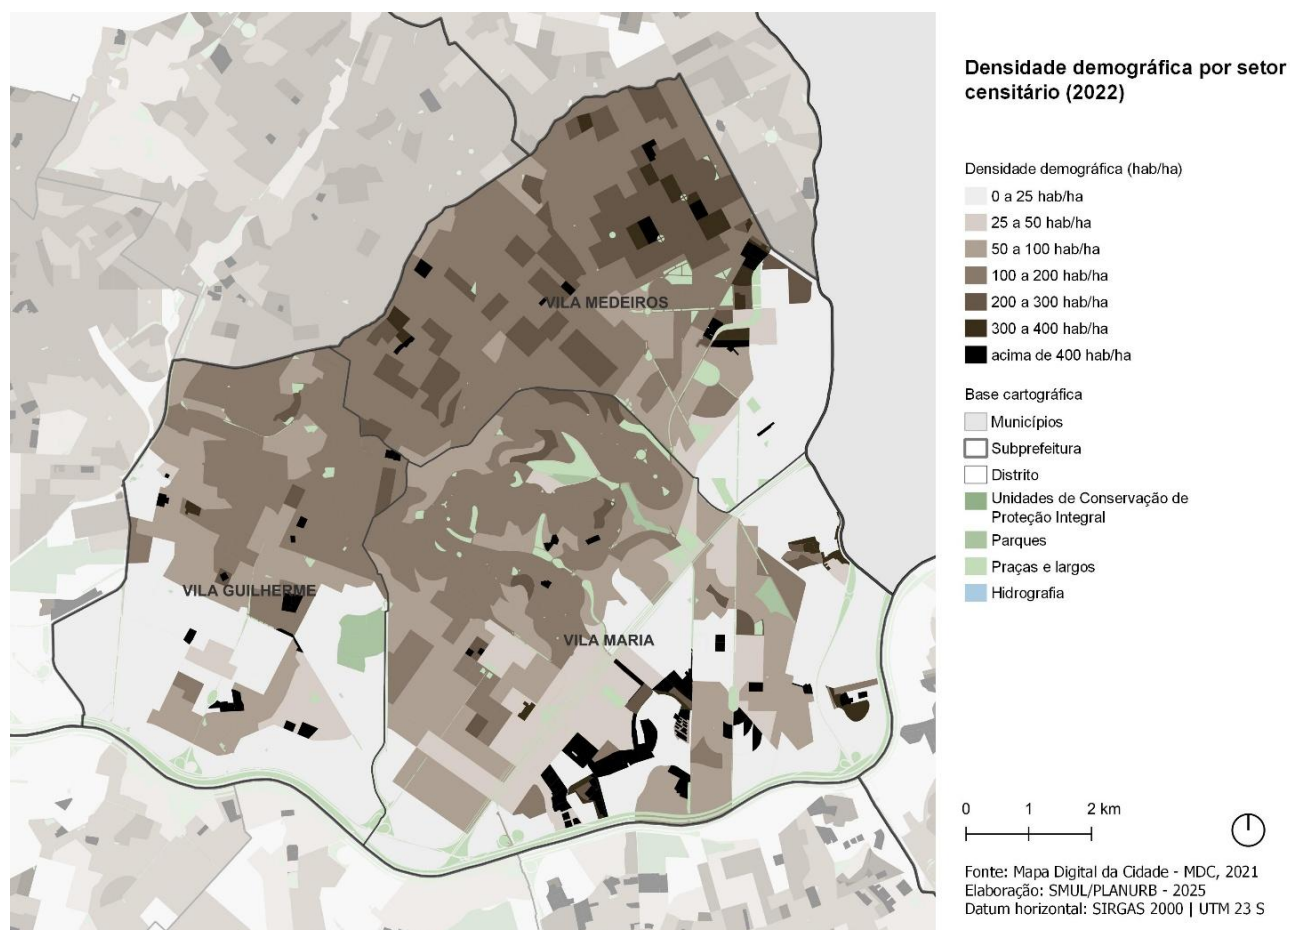 Densidade demográfica por setor
censitário (2022)
Densidade demográfica (hab/ha)
0 a 25 hab/ha
25 a 50 hab/ha
50 a 100 hab/ha
100 a 200 hab/ha
200 a 300 hab/ha
300 a 400 hab/ha
acima de 400 hab/ha
Base cartográfica
Municípios
Subprefeitura
Distrito
Unidades de Conservação de
Proteção Integral
Parques
Praças e largos
Hidrografia
VILA MEDEIROS
VILA GUILHERME
VILA MARIA
0 1 2 km
Fonte: Mapa Digital da Cidade - MDC, 2021
Elaboração: SMUL/PLANURB - 2025
Datum horizontal: SIRGAS 2000 | UTM 23 S